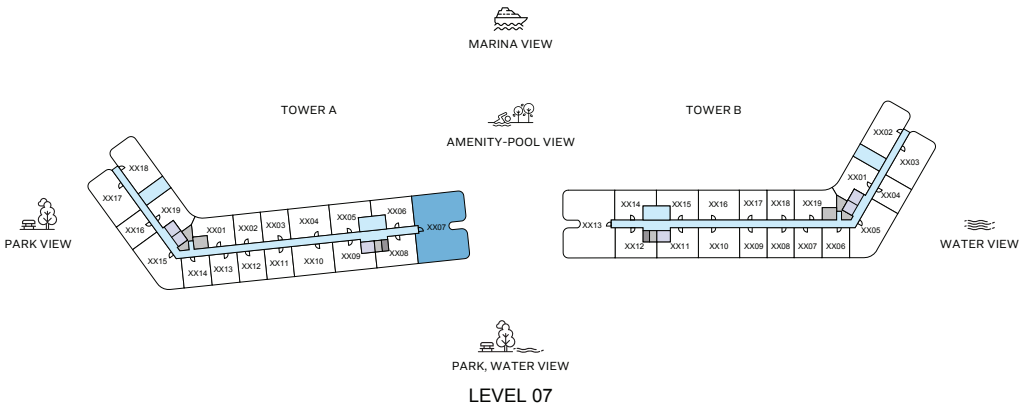 MARINA VIEW
TOWER A
TOWER B
AMENITY-POOL VIEW
XX18
XX17
XX19
XX16
XX15
XX01
XX02
XX03
XX04
XX05
XX06
XX07
XX14
XX13
XX12
XX11
XX10
XX09
XX08
XX02
XX03
XX01
XX04
XX05
XX14
XX15
XX16
XX17
XX18
XX19
XX13
XX12
XX11
XX10
XX09
XX08
XX07
XX06
PARK VIEW
WATER VIEW
PARK, WATER VIEW
LEVEL 07